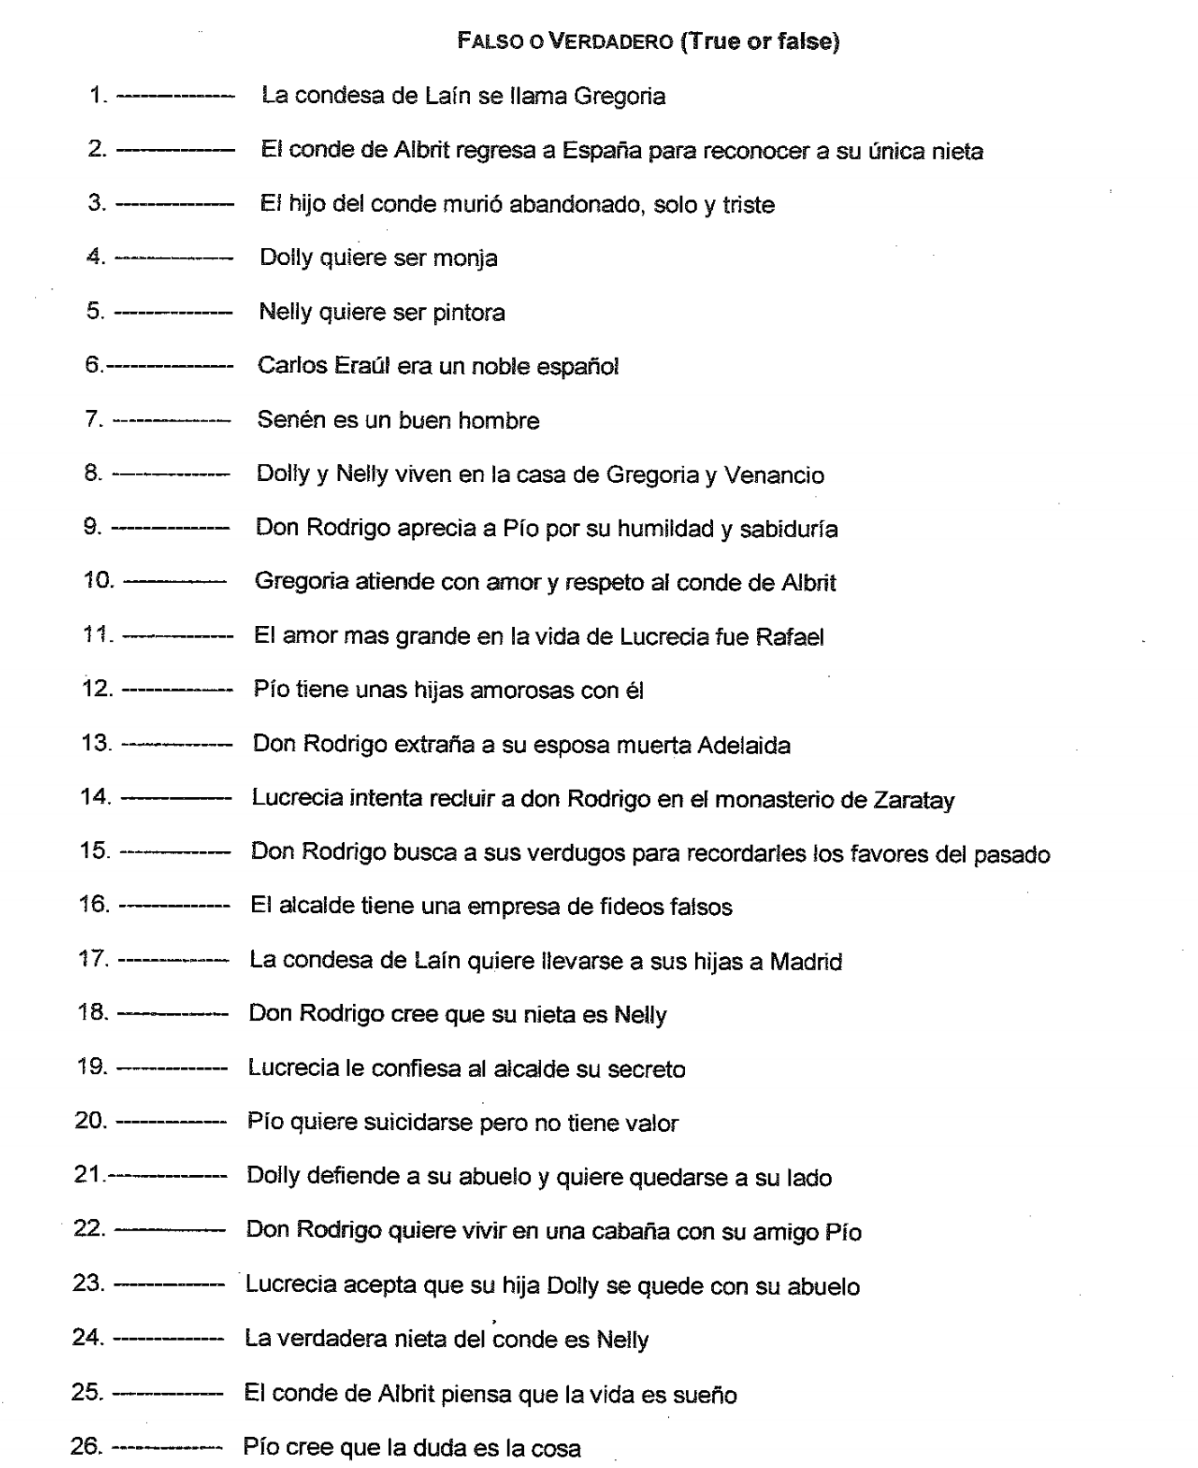 FALSO O VERDADERO (True or false)
1. -------------- La condesa de Laín se llama Gregoria
2. -------------- El conde de Albrit regresa a España para reconocer a su única nieta
3. -------------- El hijo del conde murió abandonado, solo y triste
4. -------------- Dolly quiere ser monja
5. -------------- Nelly quiere ser pintora
6.--------------- Carlos Eraúl era un noble español
7. -------------- Senén es un buen hombre
8. -------------- Dolly y Nelly viven en la casa de Gregoria y Venancio
9. -------------- Don Rodrigo aprecia a Pío por su humildad y sabiduría
10. ------------- Gregoria atiende con amor y respeto al conde de Albrit
11. ------------- El amor mas grande en la vida de Lucrecia fue Rafael
12. ------------- Pío tiene unas hijas amorosas con él
13. ------------- Don Rodrigo extraña a su esposa muerta Adelaida
14. ------------- Lucrecia intenta recluir a don Rodrigo en el monasterio de Zaratay
15. ------------- Don Rodrigo busca a sus verdugos para recordarles los favores del pasado
16. ------------- El alcalde tiene una empresa de fideos falsos
17. ------------- La condesa de Laín quiere llevarse a sus hijas a Madrid
18. ------------- Don Rodrigo cree que su nieta es Nelly
19. ------------- Lucrecia le confiesa al alcalde su secreto
20. ------------- Pío quiere suicidarse pero no tiene valor
21.-------------- Dolly defiende a su abuelo y quiere quedarse a su lado
22. ------------- Don Rodrigo quiere vivir en una cabaña con su amigo Pío
23. ------------- Lucrecia acepta que su hija Dolly se quede con su abuelo
24. ------------- La verdadera nieta del conde es Nelly
25. ------------- El conde de Albrit piensa que la vida es sueño
26. ------------- Pío cree que la duda es la cosa